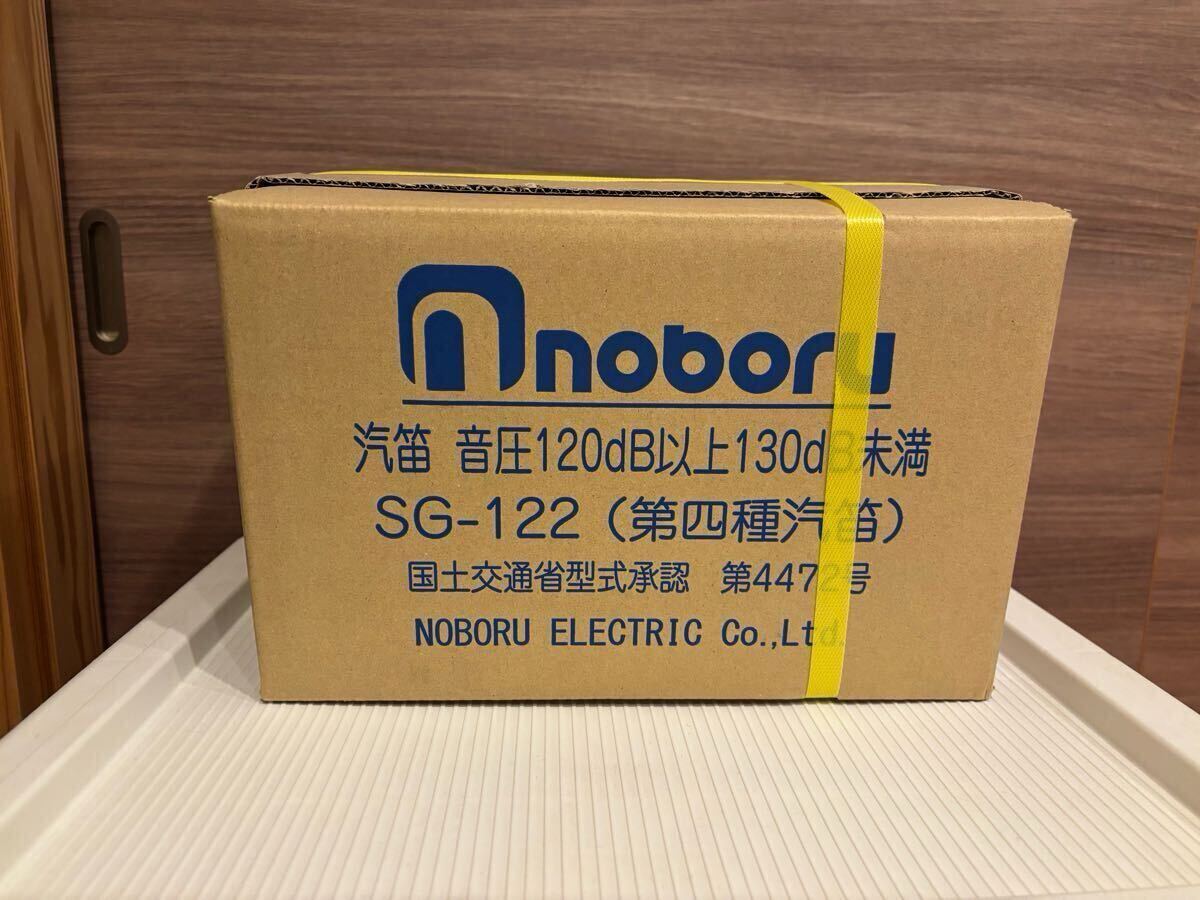 noboru
汽笛 音圧120dB以上130dB未満
SG-122（第四種汽笛）
国土交通省型式承認 第4472号
NOBORU ELECTRIC Co.,Ltd.